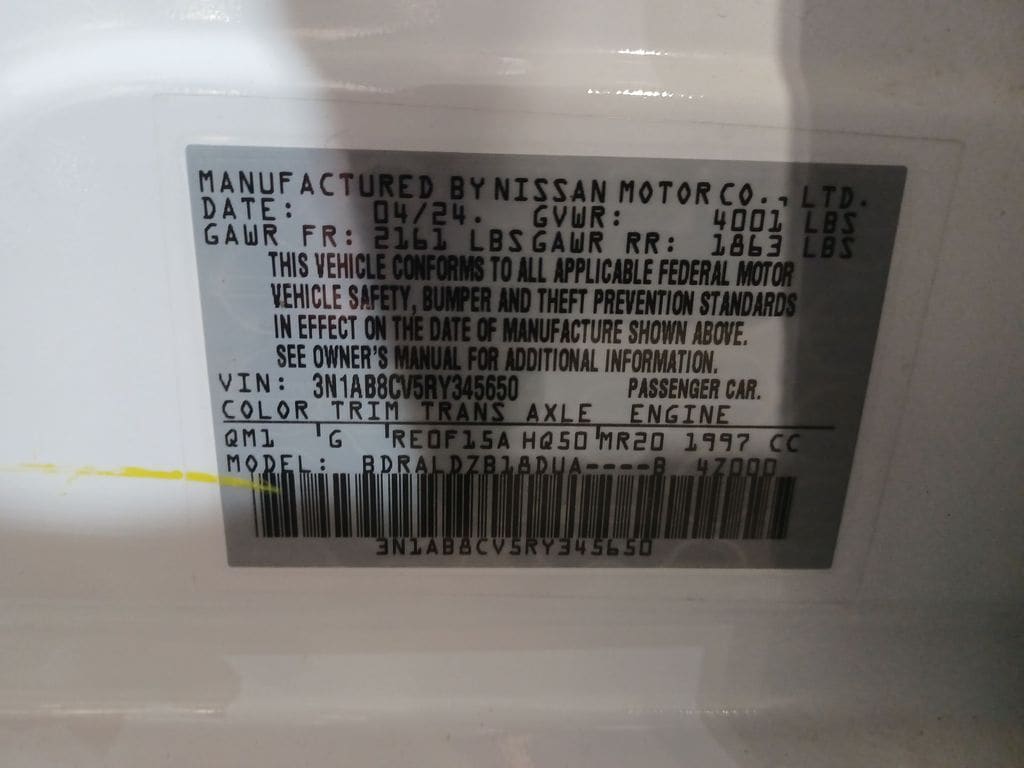 MANUFACTURED BY NISSAN MOTOR CO., LTD.
DATE: 04/24. GVWR: 4001 LBS
GAWR FR: 2161 LBS GAWR RR: 1863 LBS
THIS VEHICLE CONFORMS TO ALL APPLICABLE FEDERAL MOTOR
VEHICLE SAFETY, BUMPER AND THEFT PREVENTION STANDARDS
IN EFFECT ON THE DATE OF MANUFACTURE SHOWN ABOVE.
SEE OWNER'S MANUAL FOR ADDITIONAL INFORMATION.
VIN: 3N1AB8CV5RY345650 PASSENGER CAR.
COLOR TRIM TRANS AXLE ENGINE
QM1 'G 'RE0F15A HQ50'MR20 1997 CC
MODEL: BDRALDZB18DUA----B 4Z000
3N1AB8CV5RY345650